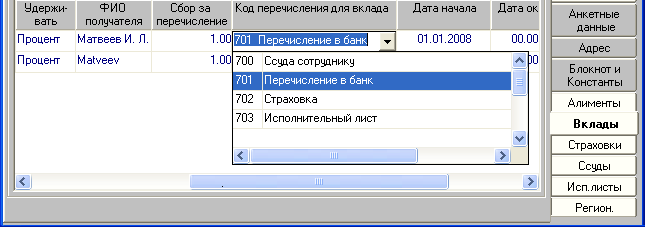 Удержи-
вать
ФИО
получателя
Сбор за
перечисление
Код перечисления для вклада
Дата начала
Дата ок
Процент
Матвеев И. Л.
1.00
701 Перечисление в банк
01.01.2008
00.00
Процент
Matveev
1.00
00.00
700 Ссуда сотруднику
701 Перечисление в банк
702 Страховка
703 Исполнительный лист
Анкетные
данные
Адрес
Блокнот и
Константы
Алименты
Вклады
Страховки
Ссуды
Исп.листы
Регион.